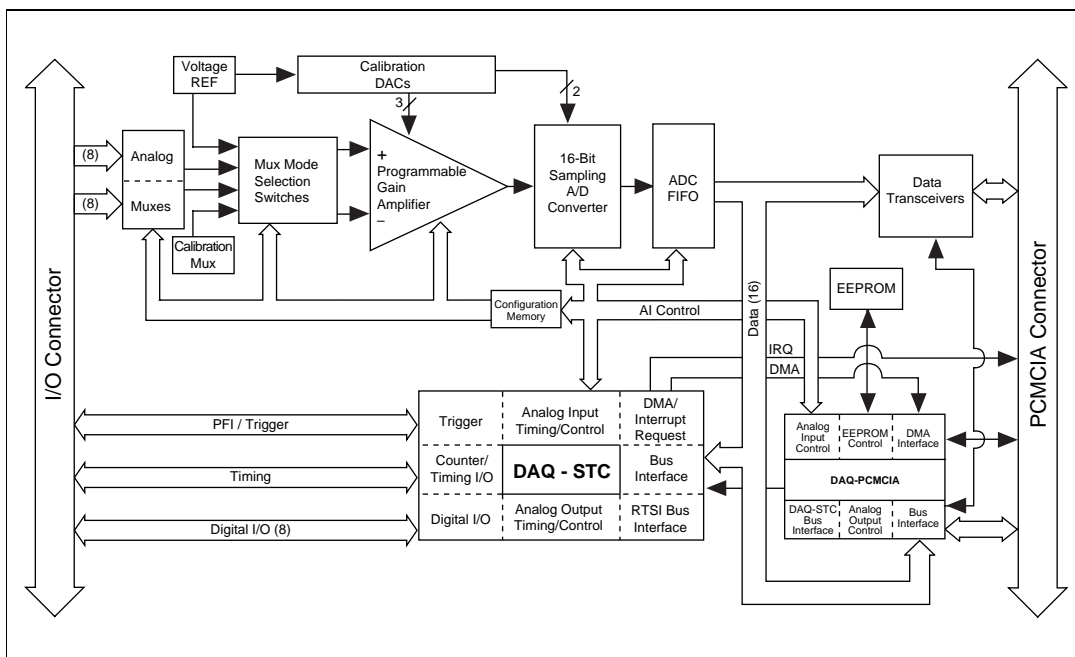 Voltage
REF
Calibration
DACs
3
2
(8)
(8)
Analog
Muxes
Mux Mode
Selection
Switches
+
Programmable
Gain
Amplifier
–
16-Bit
Sampling
A/D
Converter
ADC
FIFO
Data
Transceivers
Calibration
Mux
Configuration
Memory
AI Control
Data (16)
EEPROM
IRQ
DMA
I/O Connector
PCMCIA Connector
PFI / Trigger
Timing
Digital I/O (8)
Trigger
Analog Input
Timing/Control
DMA/
Interrupt
Request
Counter/
Timing I/O
DAQ - STC
Bus
Interface
Digital I/O
Analog Output
Timing/Control
RTSI Bus
Interface
Analog
Input
Control
EEPROM
Control
DMA
Interface
DAQ-PCMCIA
DAQ-STC
Bus
Interface
Analog
Output
Control
Bus
Interface